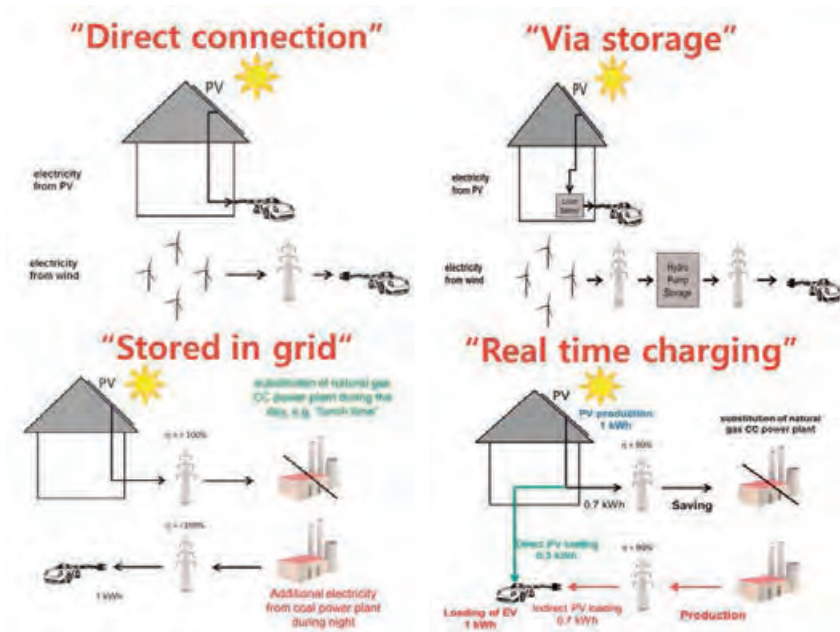 "Direct connection"
PV
electricity
from PV
electricity
from wind
"Via storage"
PV
electricity
from PV
electricity
from wind
Hydro
Pump
Storage
"Stored in grid"
PV
substitution of natural gas
CC power plant during the
day, e.g. "lunch time"
1 kWh
Additional electricity
from coal power plant
during night
"Real time charging"
PV
PV production
1 kWh
substitution of natural
gas CC power plant
η = 90%
0.7 kWh
Saving
Direct PV loading
0.3 kWh
η = 90%
Loading of EV
1 kWh
Indirect PV loading
0.7 kWh
Production